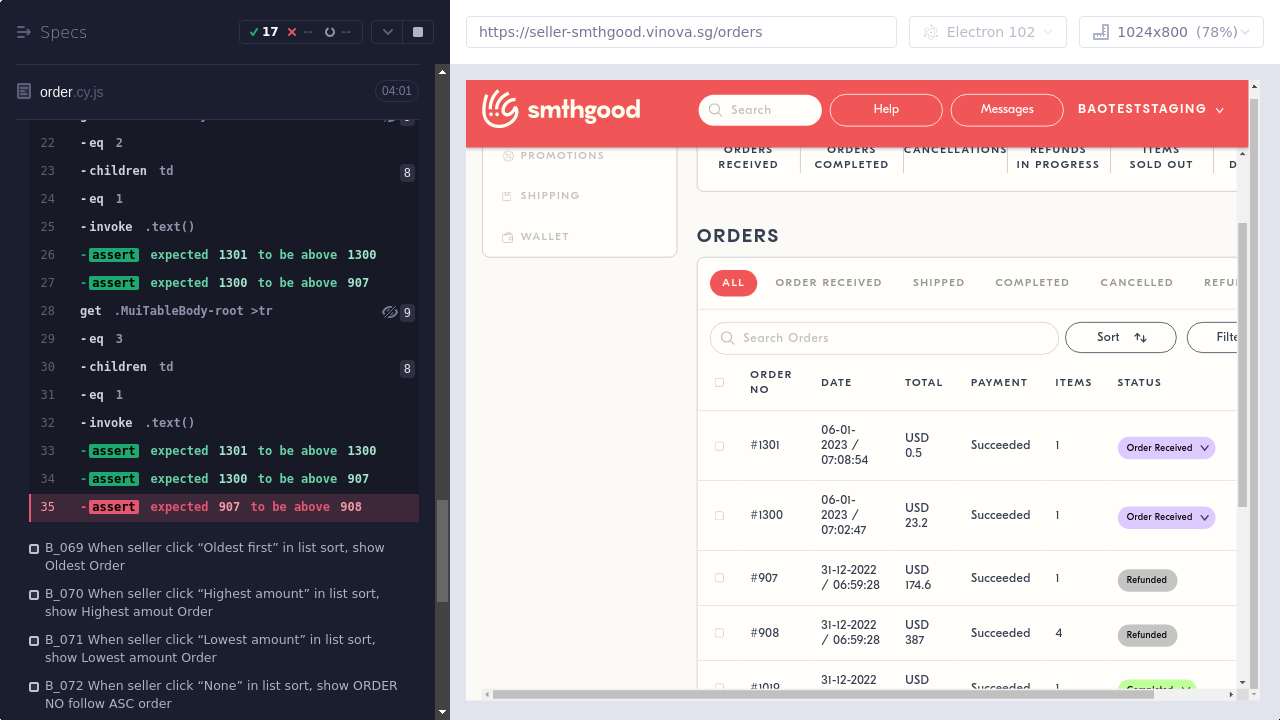 Specs
17
--
--
order.cy.js
04:01
22 -eq 2
23 -children td 8
24 -eq 1
25 -invoke .text()
26 -assert expected 1301 to be above 1300
27 -assert expected 1300 to be above 907
28 get .MuiTableBody-root >tr 9
29 -eq 3
30 -children td 8
31 -eq 1
32 -invoke .text()
33 -assert expected 1301 to be above 1300
34 -assert expected 1300 to be above 907
35 -assert expected 907 to be above 908
B_069 When seller click “Oldest first” in list sort, show
Oldest Order
B_070 When seller click “Highest amount” in list sort,
show Highest amout Order
B_071 When seller click “Lowest amount” in list sort,
show Lowest amount Order
B_072 When seller click “None” in list sort, show ORDER
NO follow ASC order
https://seller-smthgood.vinova.sg/orders
Electron 102
1024x800 (78%)
smthgood
Search
Help
Messages
BAOTESTSTAGING
PROMOTIONS
SHIPPING
WALLET
ORDERS
RECEIVED
ORDERS
COMPLETED
CANCELLATIONS
REFUNDS
IN PROGRESS
ITEMS
SOLD OUT
D
ORDERS
ALL ORDER RECEIVED SHIPPED COMPLETED CANCELLED REFU
Search Orders
Sort
Filte
ORDER
NO
DATE TOTAL PAYMENT ITEMS STATUS
#1301
06-01-
2023 /
07:08:54
USD
0.5
Succeeded
1
Order Received
#1300
06-01-
2023 /
07:02:47
USD
23.2
Succeeded
1
Order Received
#907
31-12-2022
/ 06:59:28
USD
174.6
Succeeded
1
Refunded
#908
31-12-2022
/ 06:59:28
USD
387
Succeeded
4
Refunded
#1019
31-12-2022
USD
Succeeded
1
Completed